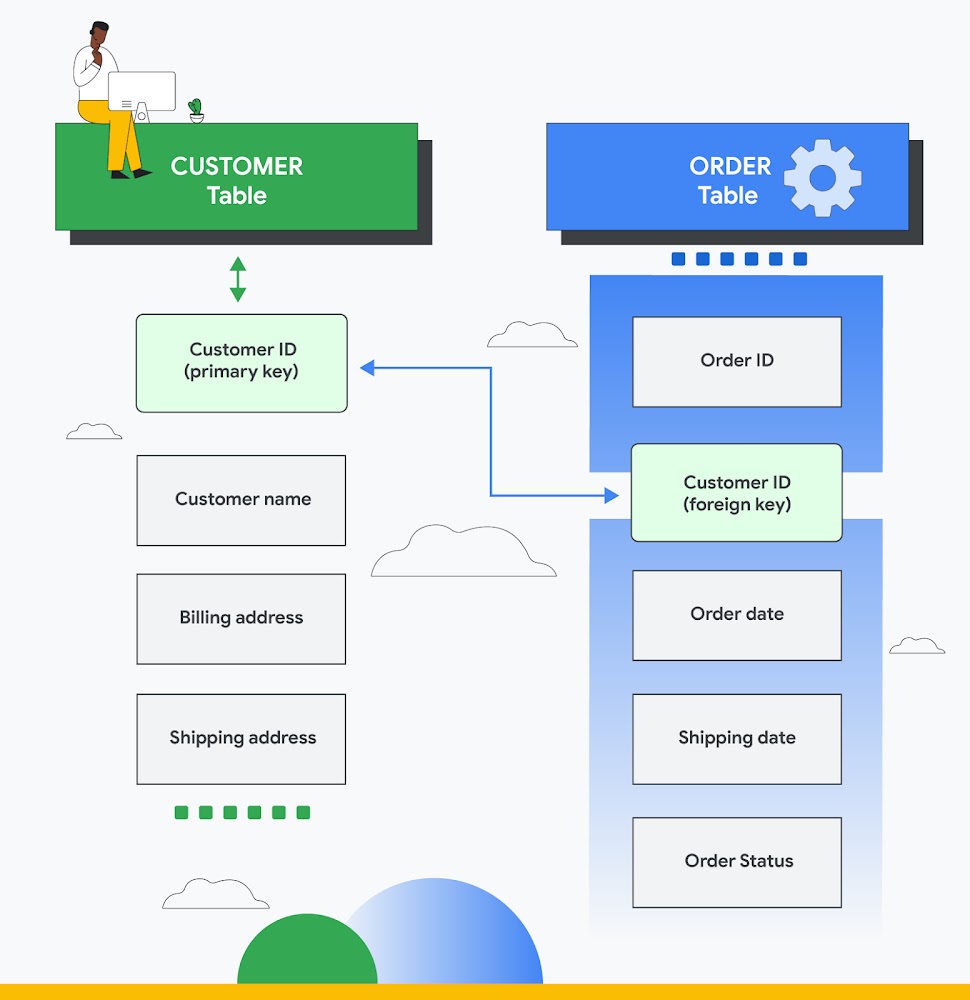 CUSTOMER
Table
Customer ID
(primary key)
Customer name
Billing address
Shipping address
ORDER
Table
Order ID
Customer ID
(foreign key)
Order date
Shipping date
Order Status